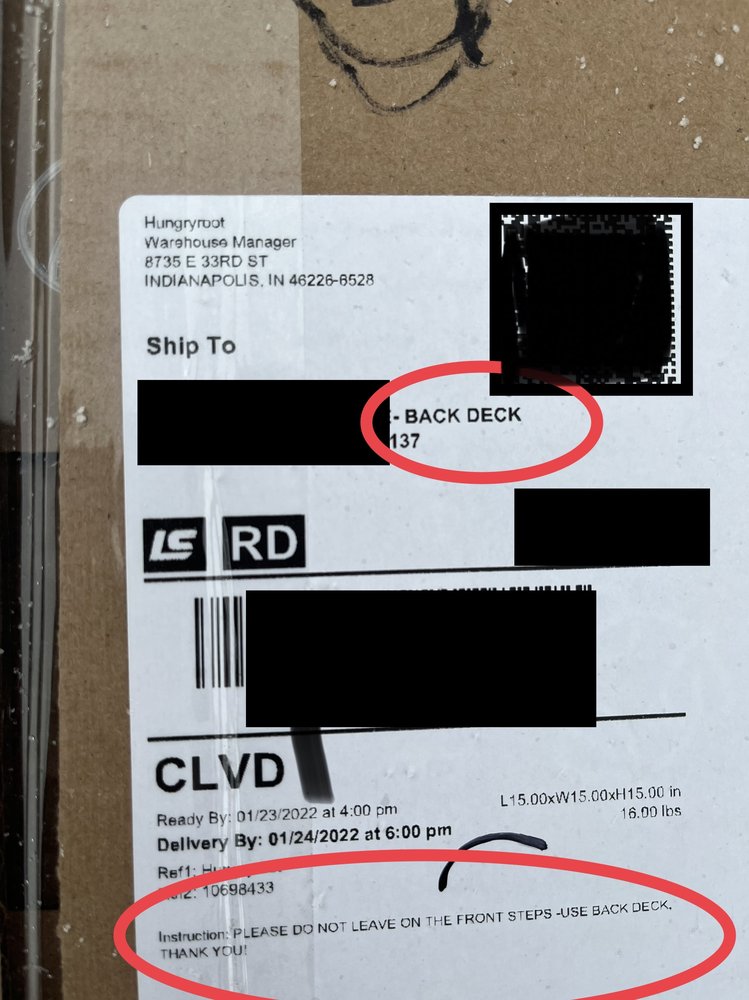 Hungryroot
Warehouse Manager
8735 E 33RD ST
INDIANAPOLIS, IN 46226-6528
Ship To
- BACK DECK
137
LS RD
CLVD
Ready By: 01/23/2022 at 4:00 pm
L15.00xW15.00xH15.00 in
Delivery By: 01/24/2022 at 6:00 pm
16.00 lbs
Ref1:
10698433
Instruction: PLEASE DO NOT LEAVE ON THE FRONT STEPS -USE BACK DECK.
THANK YOU!